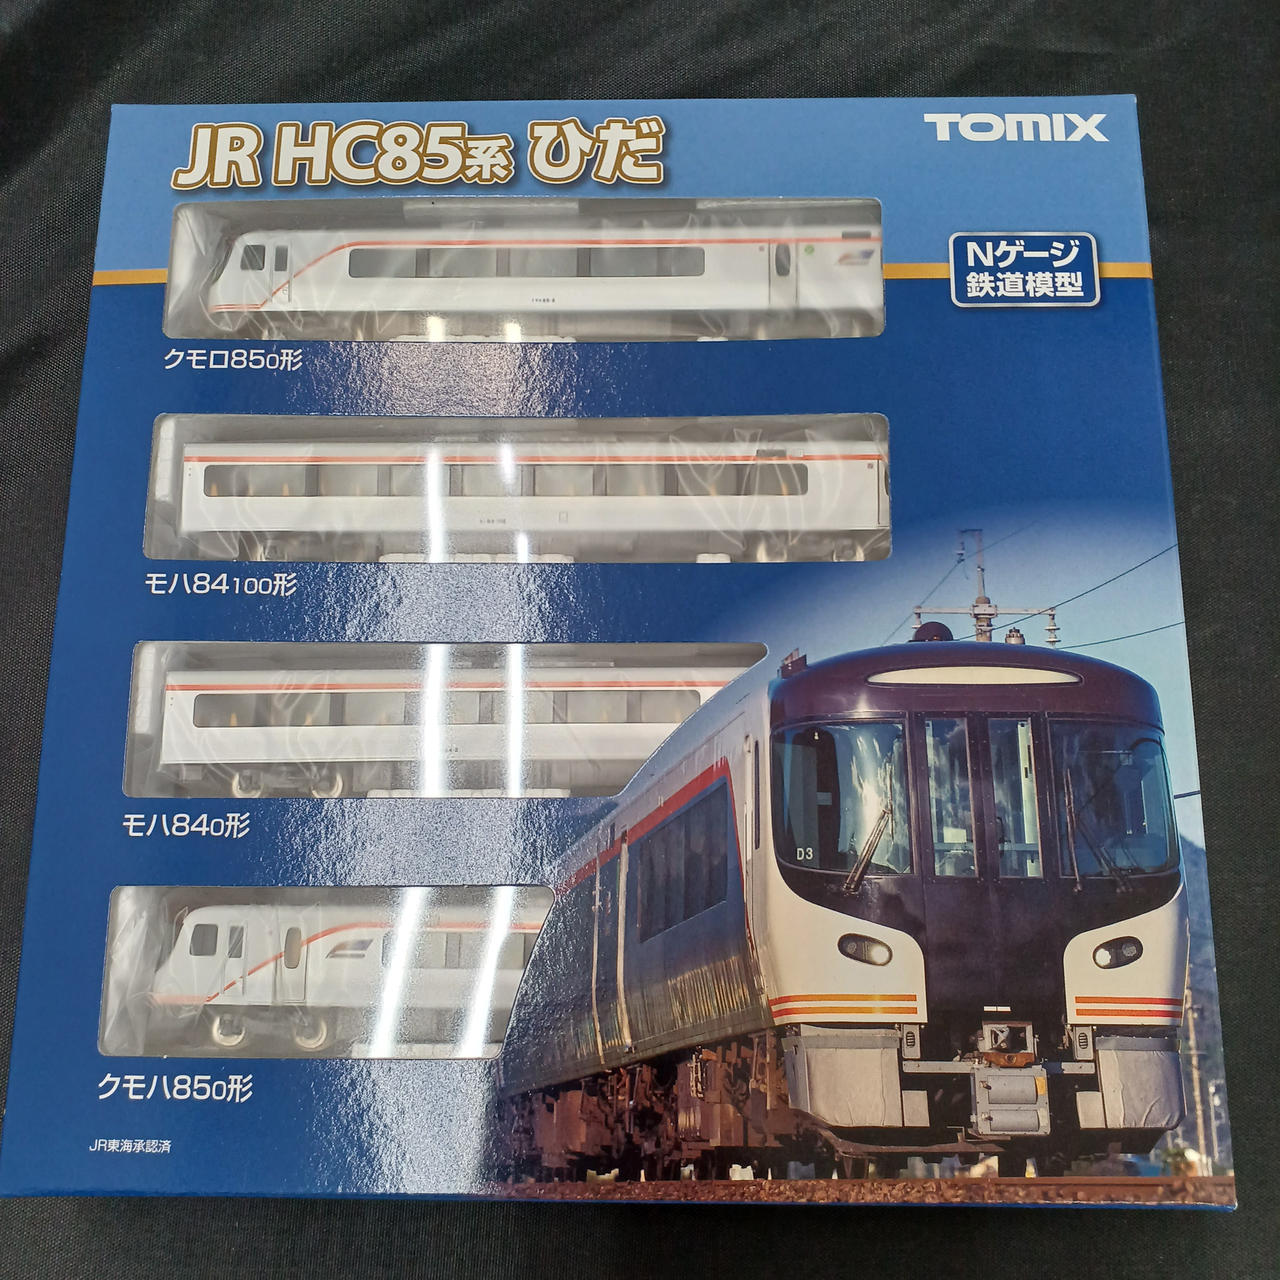 JR HC85系 ひだ
TOMIX
Nゲージ
鉄道模型
クモロ850形
モハ84100形
モハ840形
D3
クモハ850形
JR東海承認済